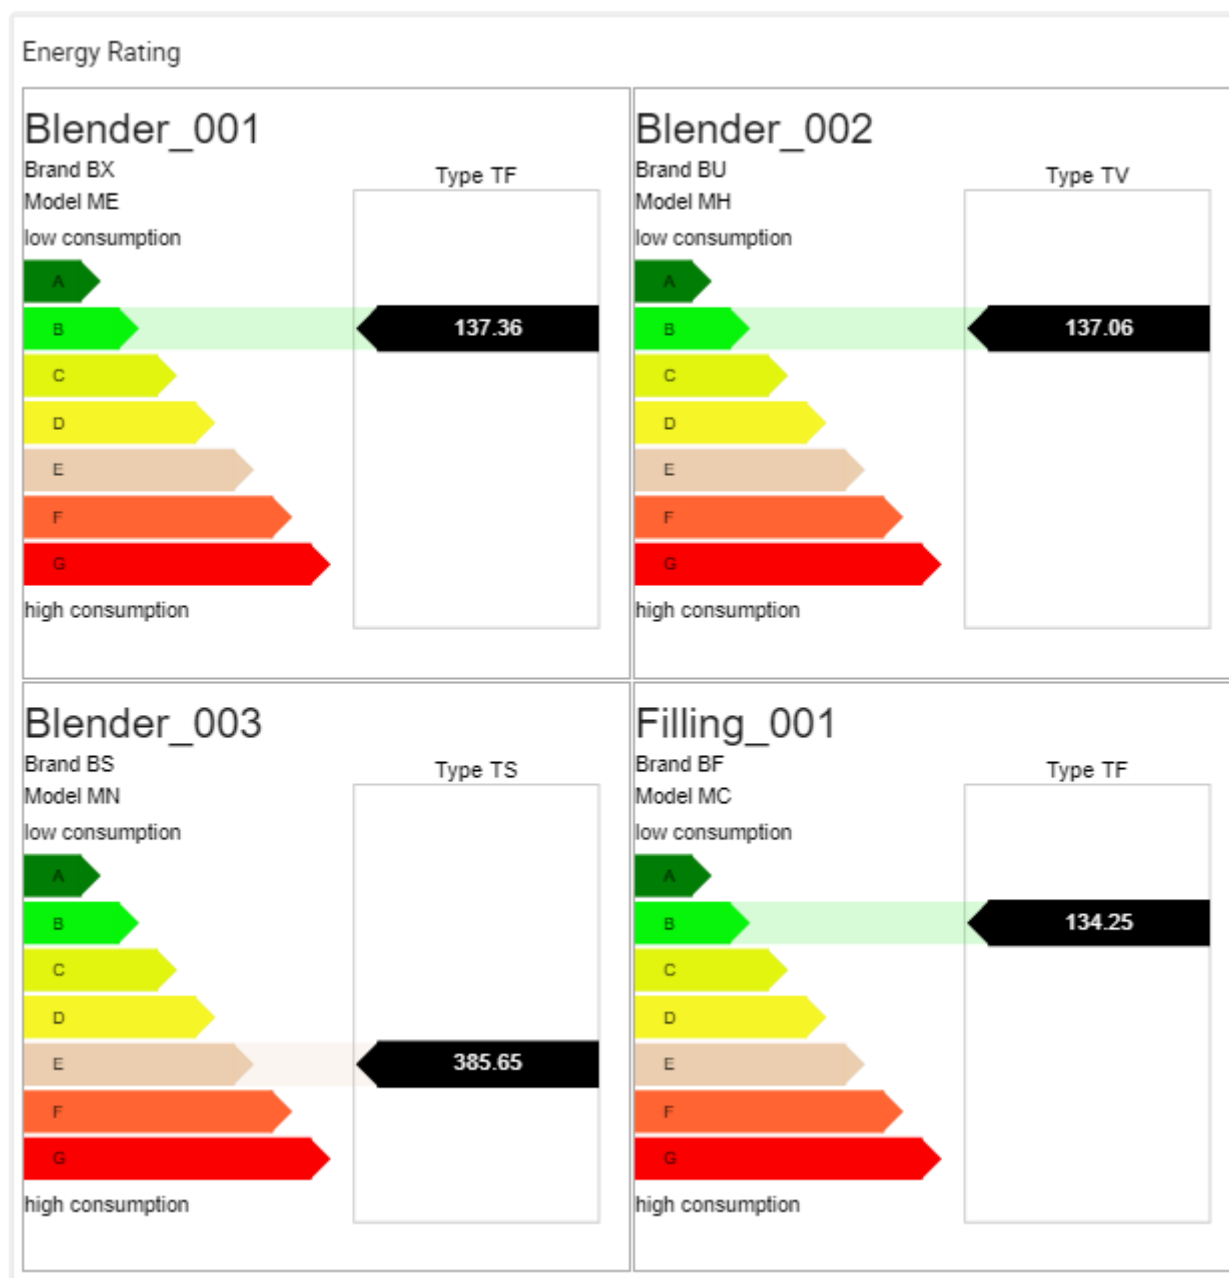 Energy Rating
Blender_001
Brand BX
Type TF
Model ME
low consumption
A
B
137.36
C
D
E
F
G
high consumption
Blender_002
Brand BU
Type TV
Model MH
low consumption
A
B
137.06
C
D
E
F
G
high consumption
Blender_003
Brand BS
Type TS
Model MN
low consumption
A
B
C
D
E
385.65
F
G
high consumption
Filling_001
Brand BF
Type TF
Model MC
low consumption
A
B
134.25
C
D
E
F
G
high consumption